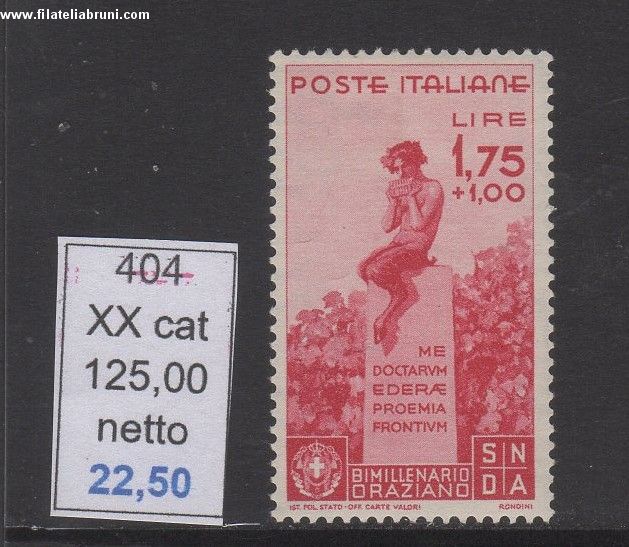 www.filateliabruni.com
POSTE ITALIANE
LIRE
1,75
+1,00
404
XX cat
125,00
netto
22,50
ME
DOCTARVM
EDERÆ
PROEMIA
FRONTIVM
BIMILLENARIO
ORAZIANO
S N
D A
IST. POL. STATO - OFF. CARTE VALORI
RONDINI